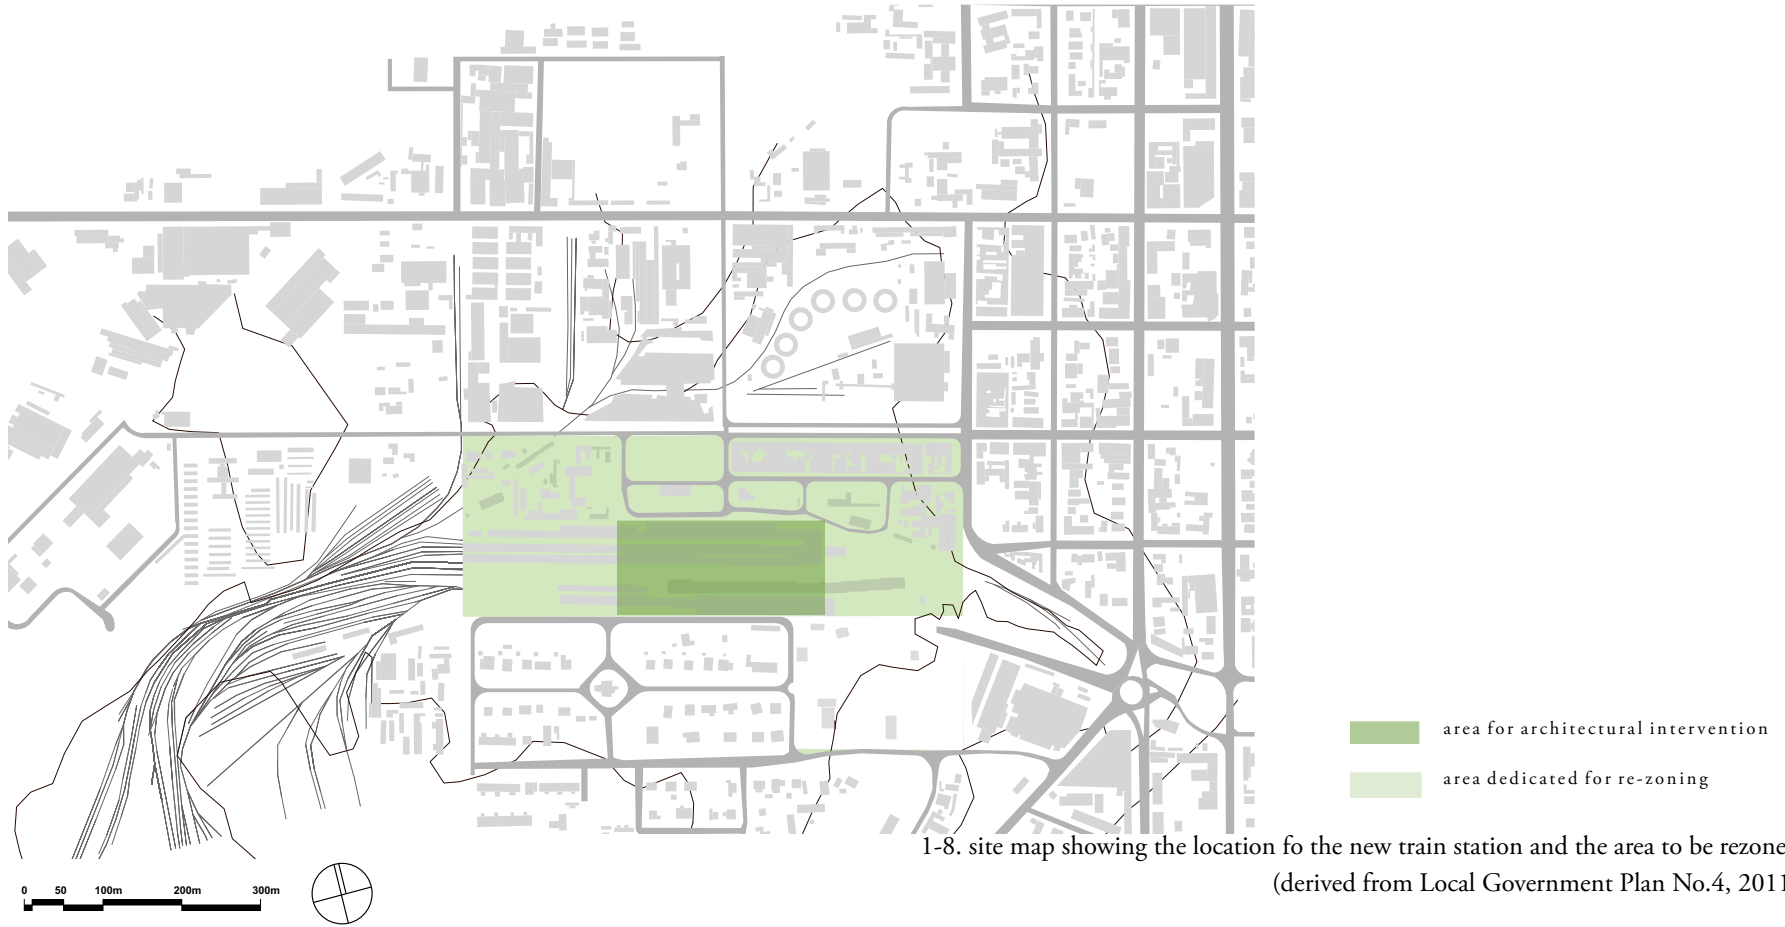 area for architectural intervention
area dedicated for re-zoning
1-8. site map showing the location fo the new train station and the area to be rezone
(derived from Local Government Plan No.4, 2011
0 50 100m 200m 300m